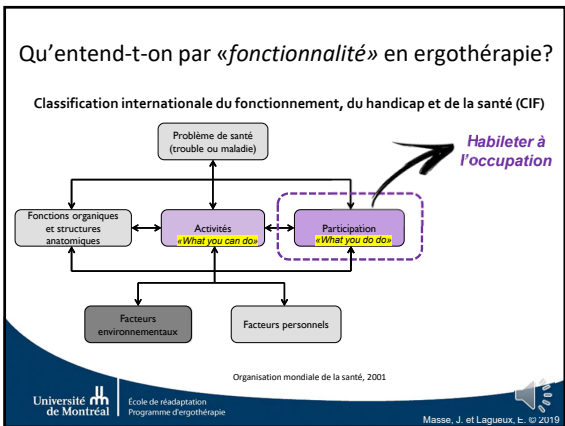 Qu'entend-t-on par «fonctionnalité» en ergothérapie?
Classification internationale du fonctionnement, du handicap et de la santé (CIF)
Problème de santé
(trouble ou maladie)
Habileter à
l'occupation
Fonctions organiques
et structures
anatomiques
Activités
«What you can do»
Participation
«What you do do»
Facteurs
environnementaux
Facteurs personnels
Organisation mondiale de la santé, 2001
Université
de Montréal
École de réadaptation
Programme d'ergothérapie
Masse, J. et Lagueux, E. © 2019